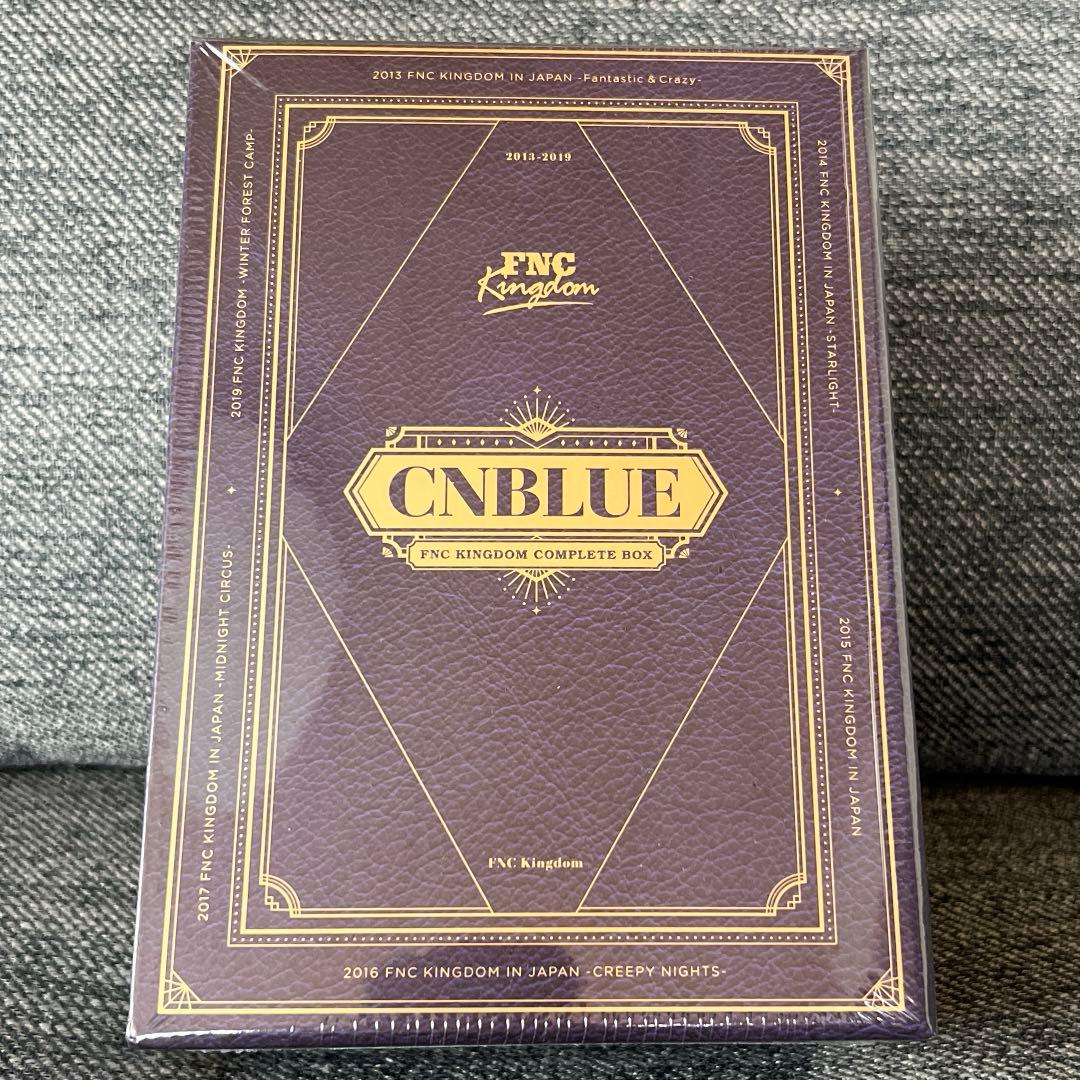 2013 FNC KINGDOM IN JAPAN -Fantastic & Crazy-
2014 FNC KINGDOM IN JAPAN -STARLIGHT-
2015 FNC KINGDOM IN JAPAN
2016 FNC KINGDOM IN JAPAN -CREEPY NIGHTS-
2017 FNC KINGDOM IN JAPAN -MIDNIGHT CIRCUS-
2019 FNC KINGDOM -WINTER FOREST CAMP-
2013-2019
FNC
Kingdom
CNBLUE
FNC KINGDOM COMPLETE BOX
FNC Kingdom